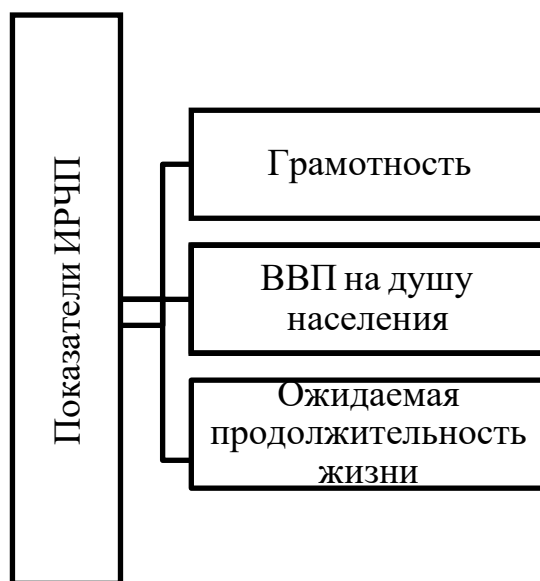 Показатели ИРЧП
Грамотность
ВВП на душу
населения
Ожидаемая
продолжительность
жизни